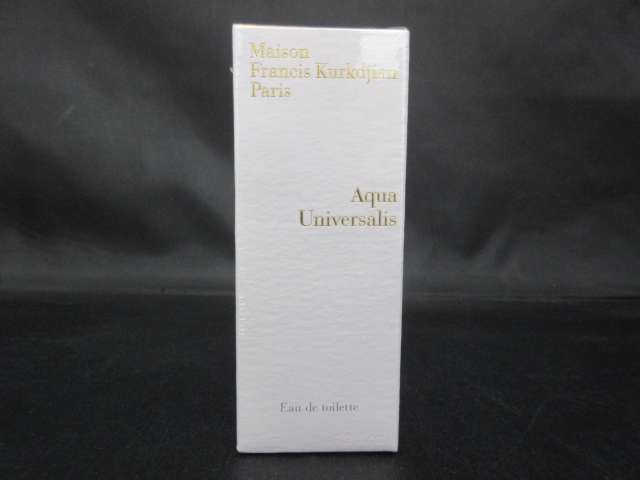 Maison
Francis Kurkdjian
Paris
Aqua
Universalis
Eau de toilette